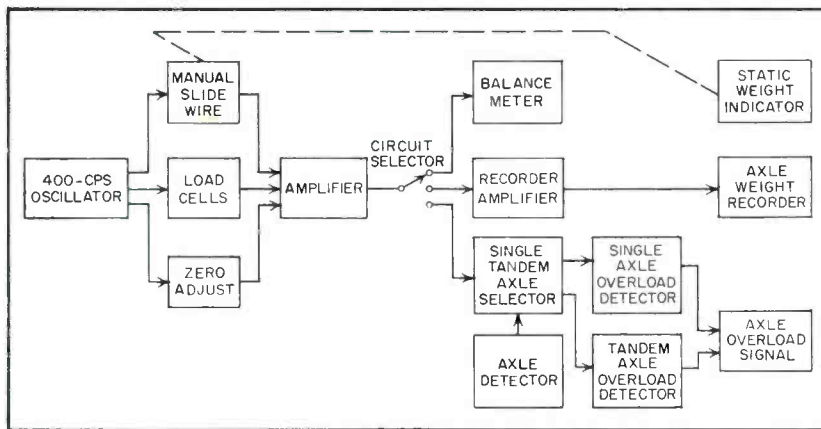 MANUAL
SLIDE
WIRE
BALANCE
METER
STATIC
WEIGHT
INDICATOR
CIRCUIT
SELECTOR
400-CPS
OSCILLATOR
LOAD
CELLS
AMPLIFIER
RECORDER
AMPLIFIER
AXLE
WEIGHT
RECORDER
ZERO
ADJUST
SINGLE
TANDEM
AXLE
SELECTOR
SINGLE
AXLE
OVERLOAD
DETECTOR
AXLE
OVERLOAD
SIGNAL
AXLE
DETECTOR
TANDEM
AXLE
OVERLOAD
DETECTOR